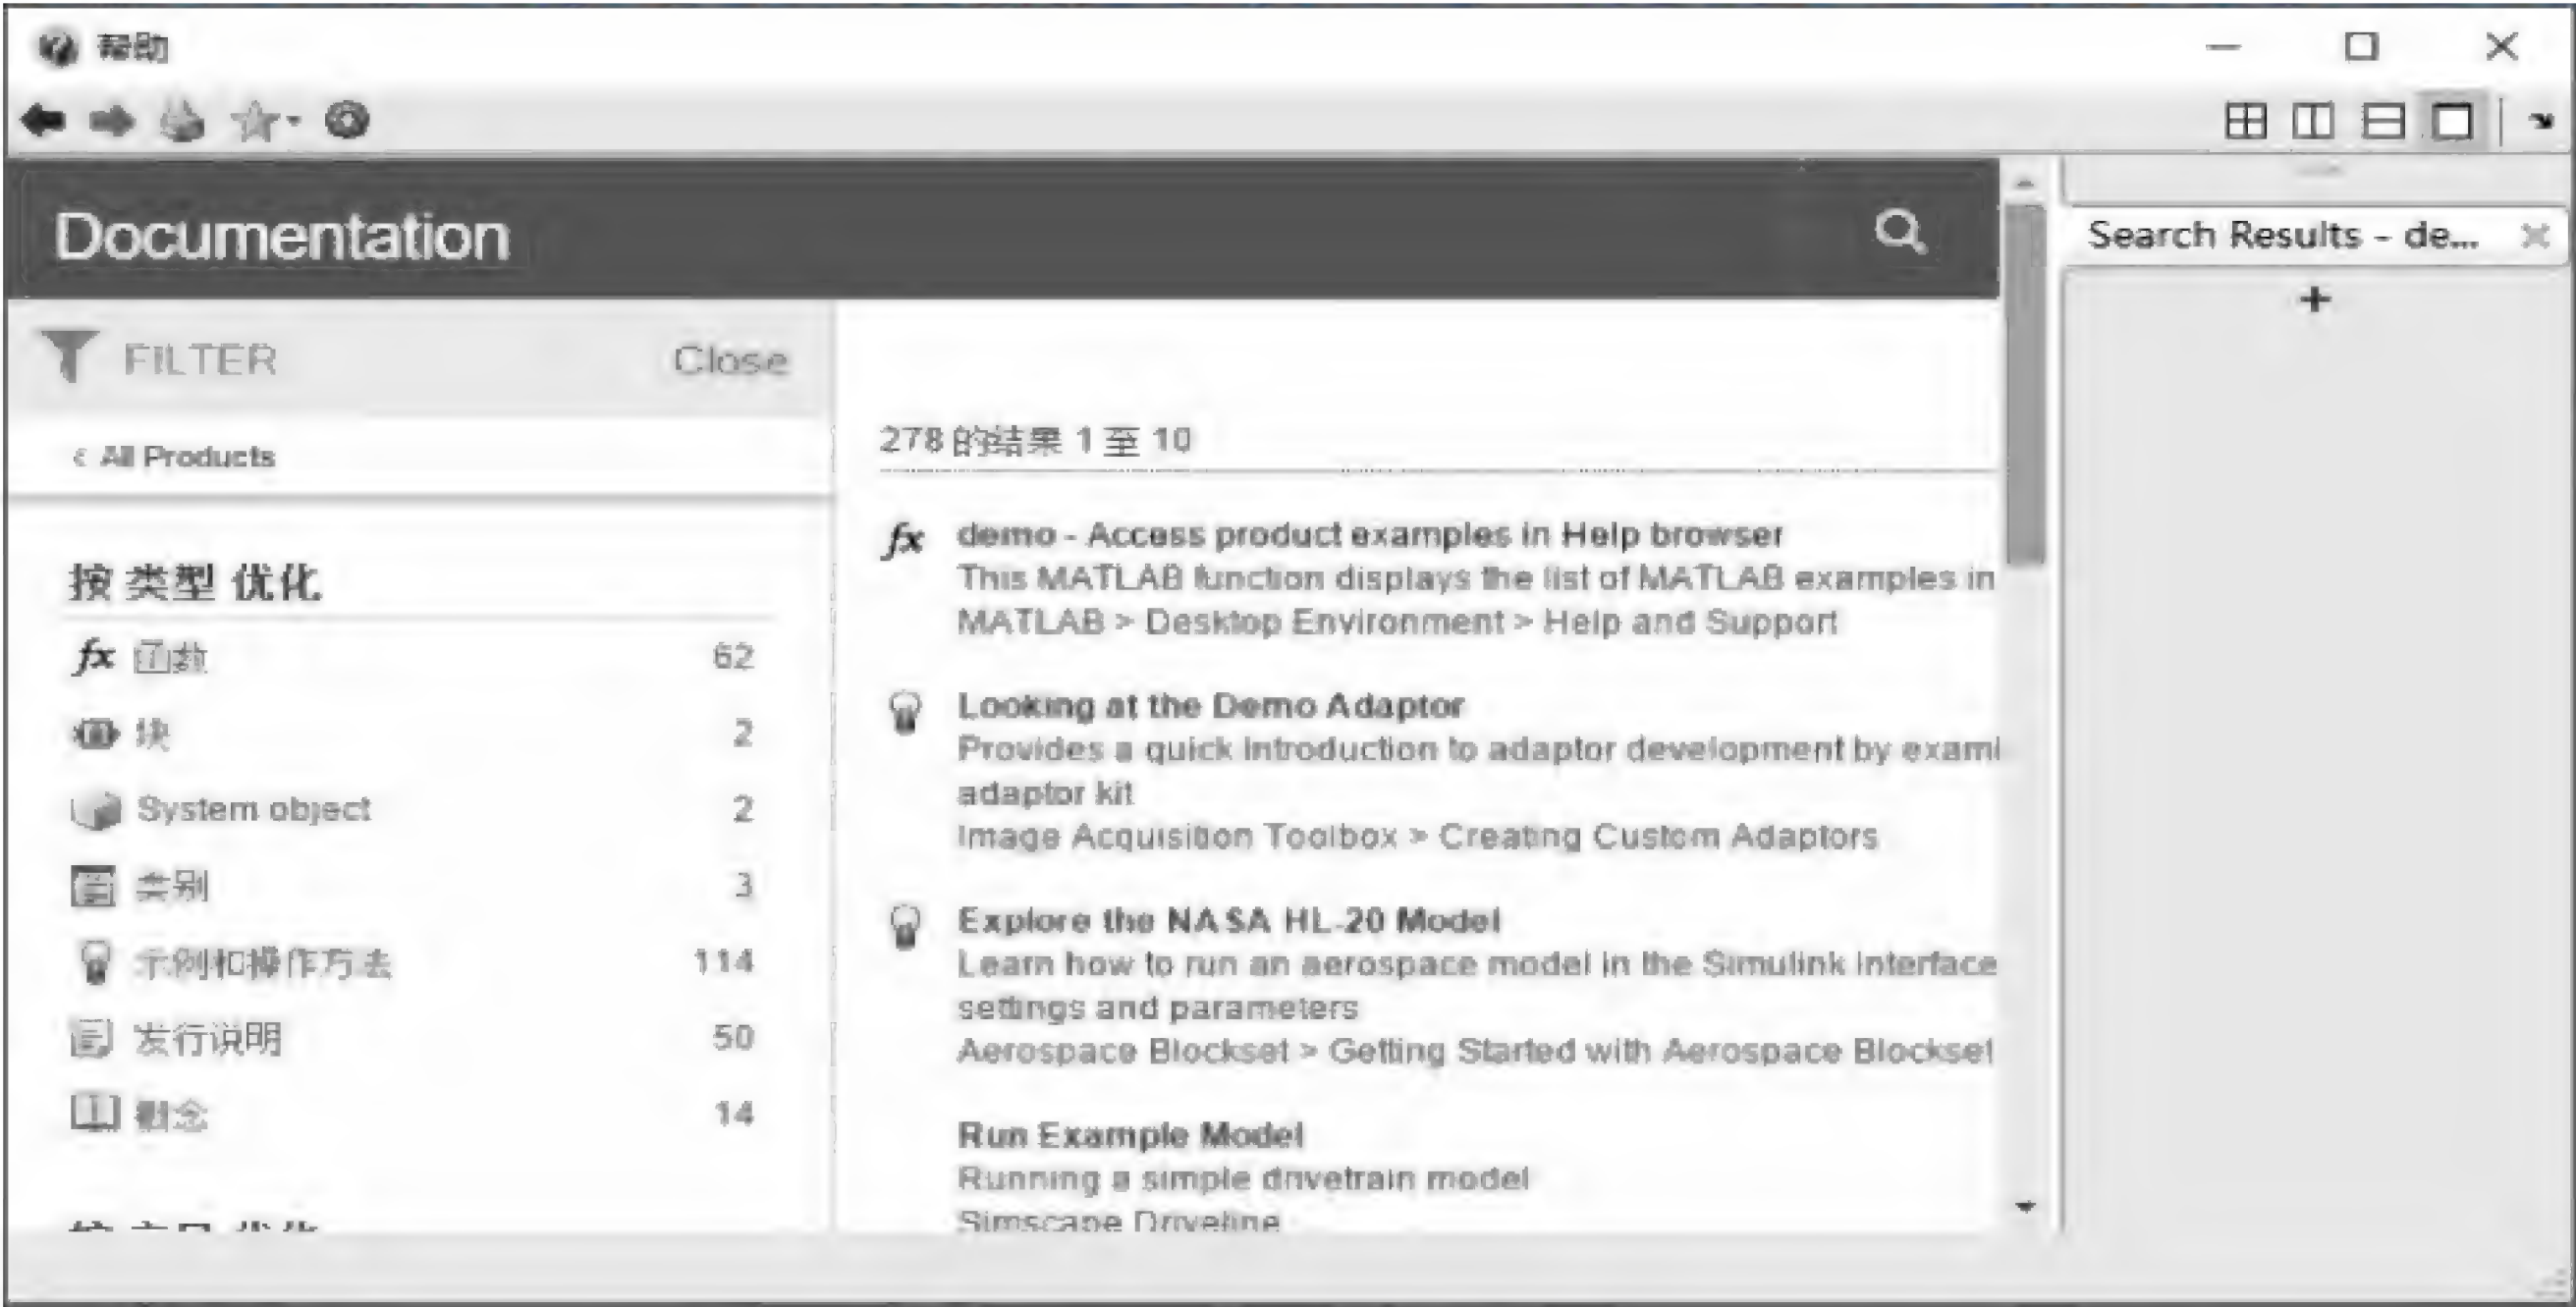 帮助
Documentation
Search Results - de...
FILTER
Close
‹ All Products
278 的结果 1 至 10
按 类型 优化
fx 函数 62
块 2
System object 2
类别 3
示例和操作方法 114
发行说明 50
概念 14
fx demo - Access product examples in Help browser
This MATLAB function displays the list of MATLAB examples in
MATLAB > Desktop Environment > Help and Support
Looking at the Demo Adaptor
Provides a quick introduction to adaptor development by exami
adaptor kit
Image Acquisition Toolbox > Creating Custom Adaptors
Explore the NASA HL-20 Model
Learn how to run an aerospace model in the Simulink interface
settings and parameters
Aerospace Blockset > Getting Started with Aerospace Blockset
Run Example Model
Running a simple drivetrain model
Simscape Driveline